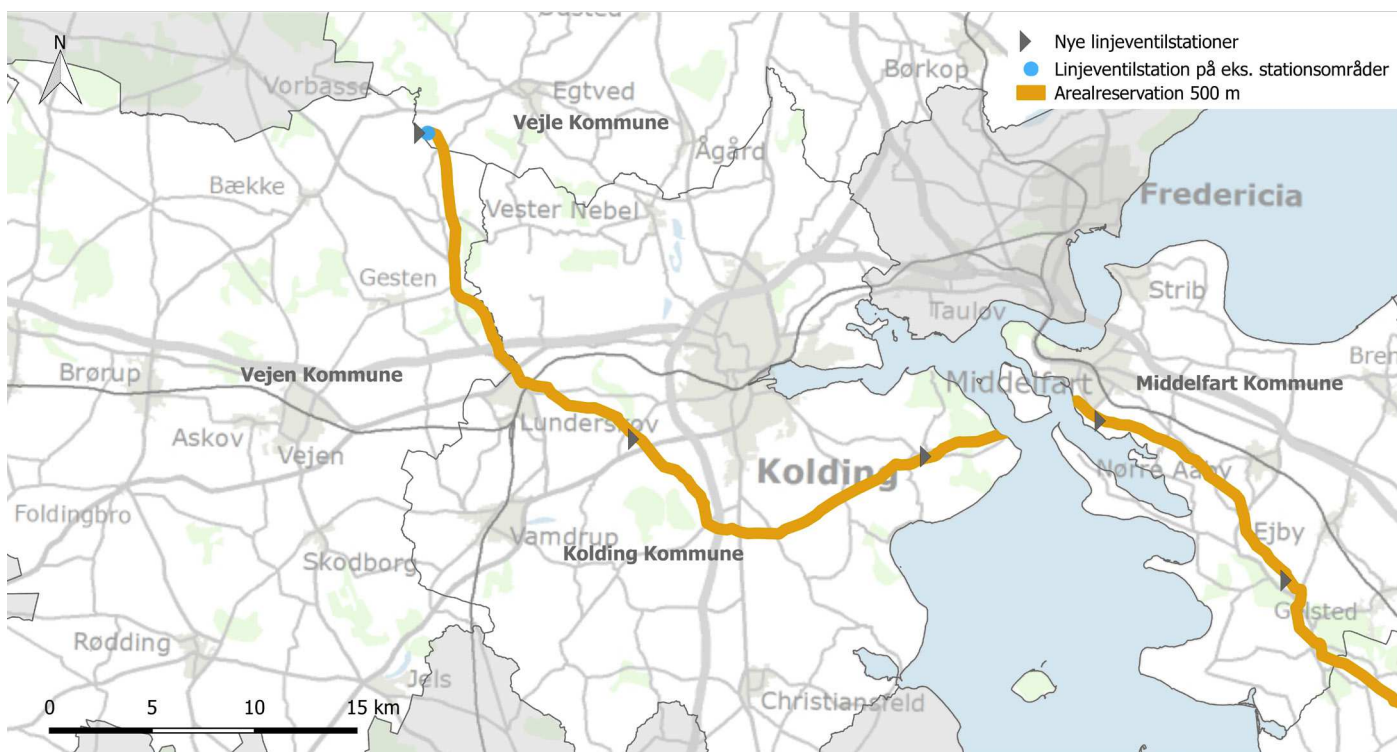 N
Nye linjeventilstationer
Linjeventilstation på eks. stationsområder
Arealreservation 500 m
Børkop
Vorbasse
Egtved
Vejle Kommune
Ågård
Bække
Vester Nebel
Fredericia
Gesten
Strib
Taulov
Brørup
Vejen Kommune
Middelfart
Middelfart Kommune
Askov
Lunderskov
Vejen
Kolding
Nørre Aaby
Foldingbro
Vamdrup
Kolding Kommune
Ejby
Skodborg
Gelsted
Rødding
Jels
Christiansfeld
0 5 10 15 km